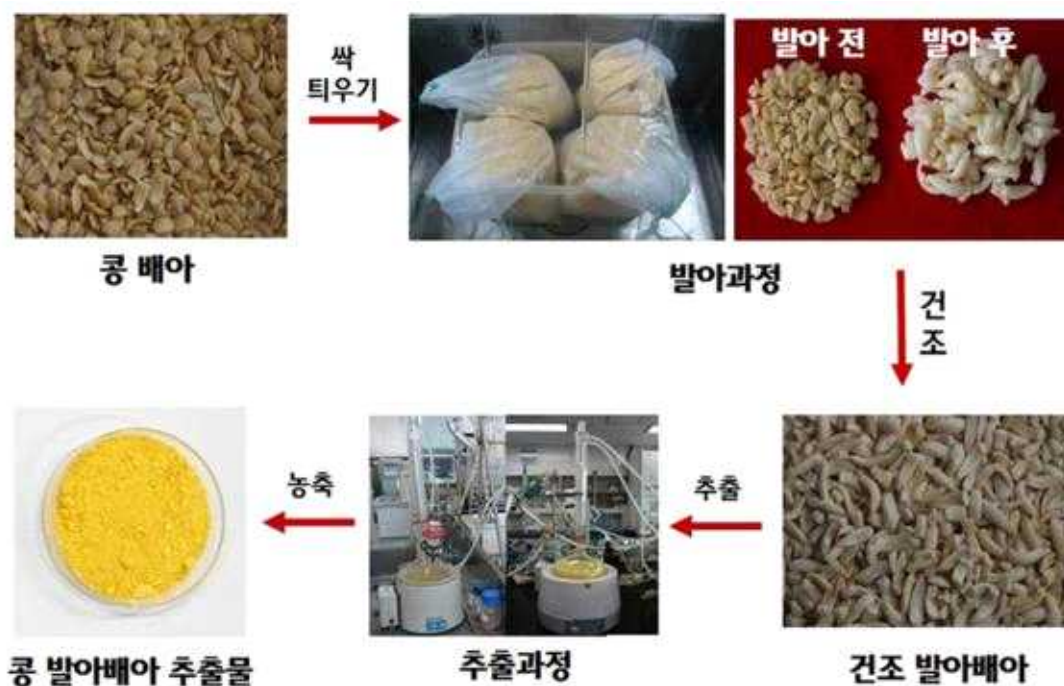 콩 배아
싹
틔우기
발아 전
발아 후
발아과정
건
조
건조 발아배아
추출
추출과정
농축
콩 발아배아 추출물